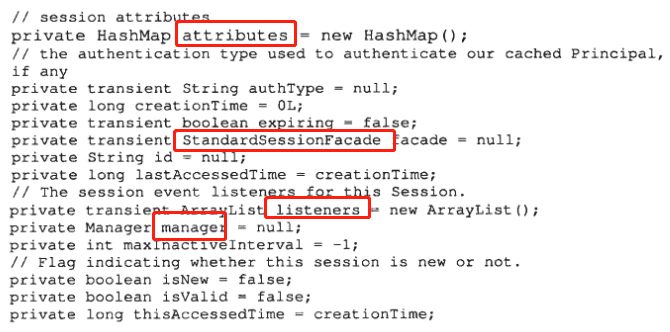 // session attributes
private HashMap attributes = new HashMap();
// the authentication type used to authenticate our cached Principal,
if any
private transient String authType = null;
private long creationTime = 0L;
private transient boolean expiring = false;
private transient StandardSessionFacade facade = null;
private String id = null;
private long lastAccessedTime = creationTime;
// The session event listeners for this Session.
private transient ArrayList listeners = new ArrayList();
private Manager manager = null;
private int maxInactiveInterval = -1;
// Flag indicating whether this session is new or not.
private boolean isNew = false;
private boolean isValid = false;
private long thisAccessedTime = creationTime;